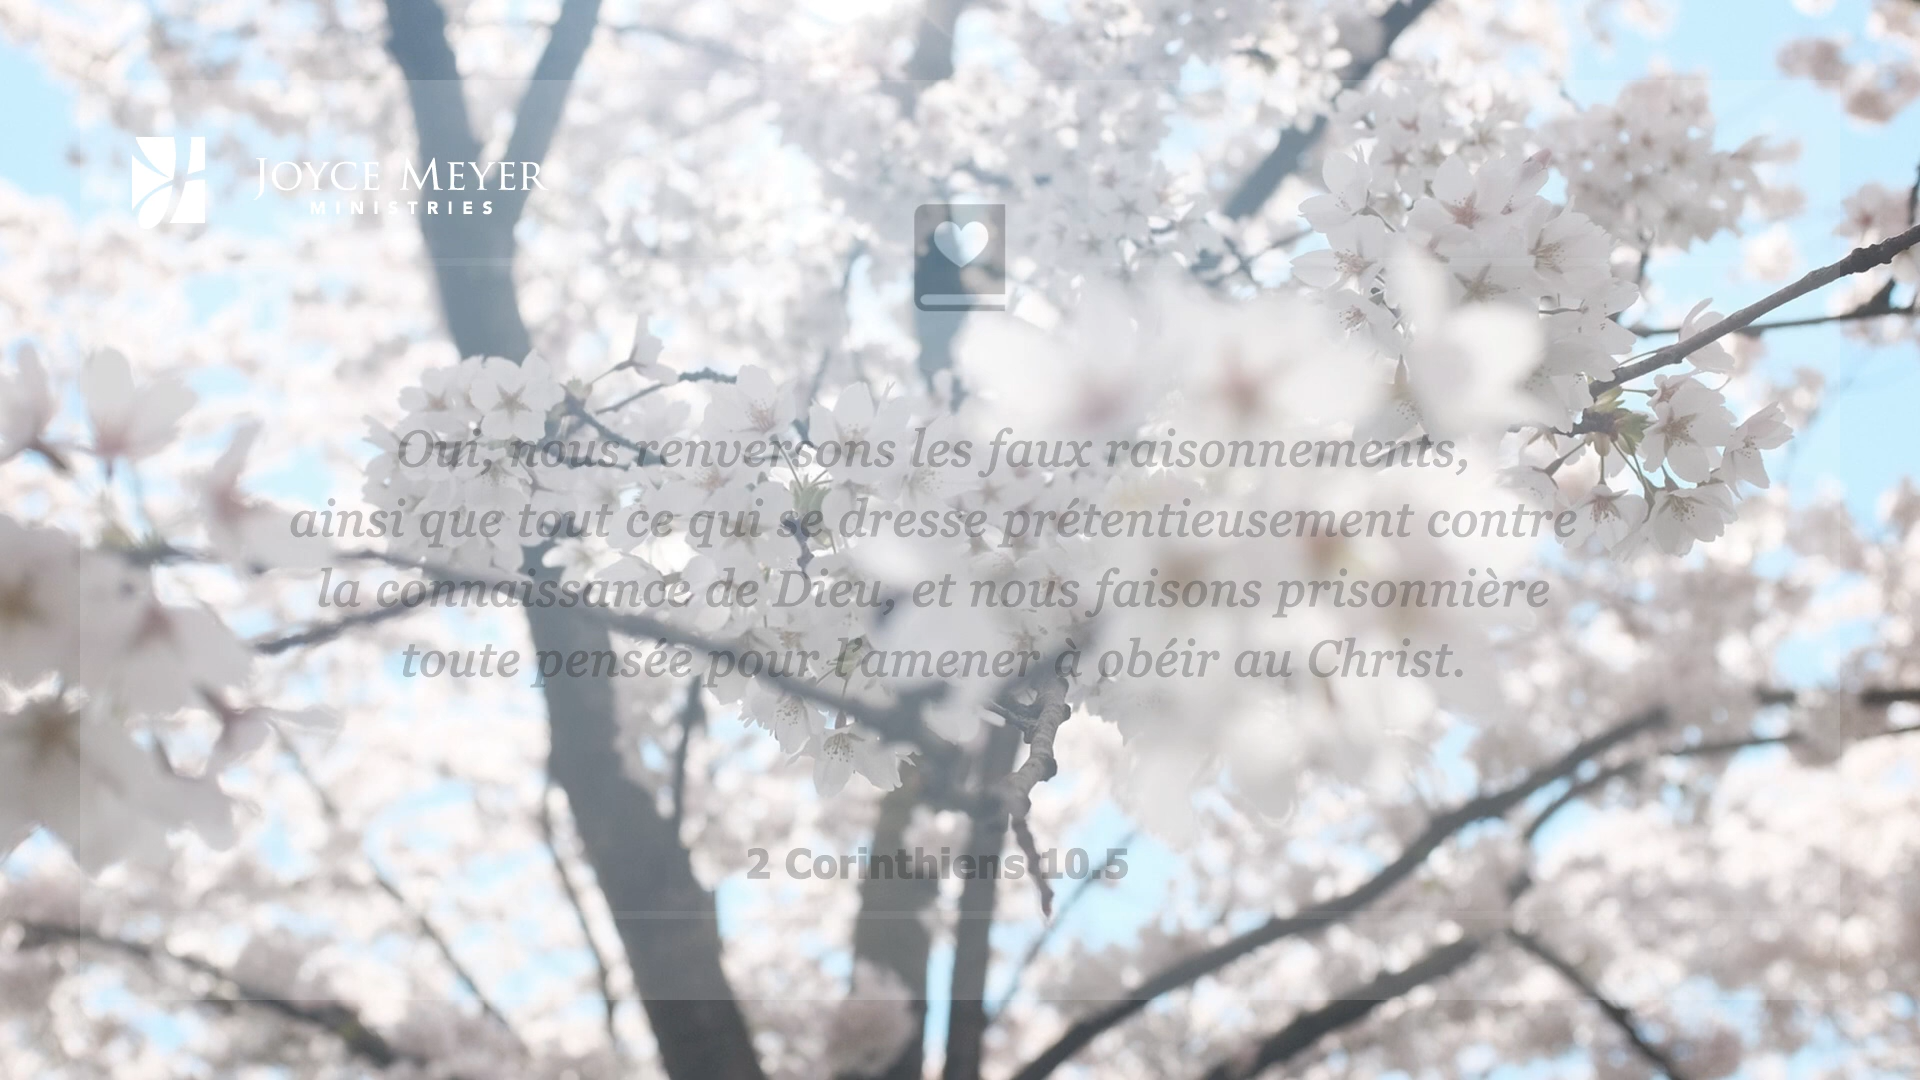 JOYCE MEYER
MINISTRIES
Oui, nous renversons les faux raisonnements,
ainsi que tout ce qui se dresse prétentieusement contre
la connaissance de Dieu, et nous faisons prisonnière
toute pensée pour l'amener à obéir au Christ.
2 Corinthiens 10.5